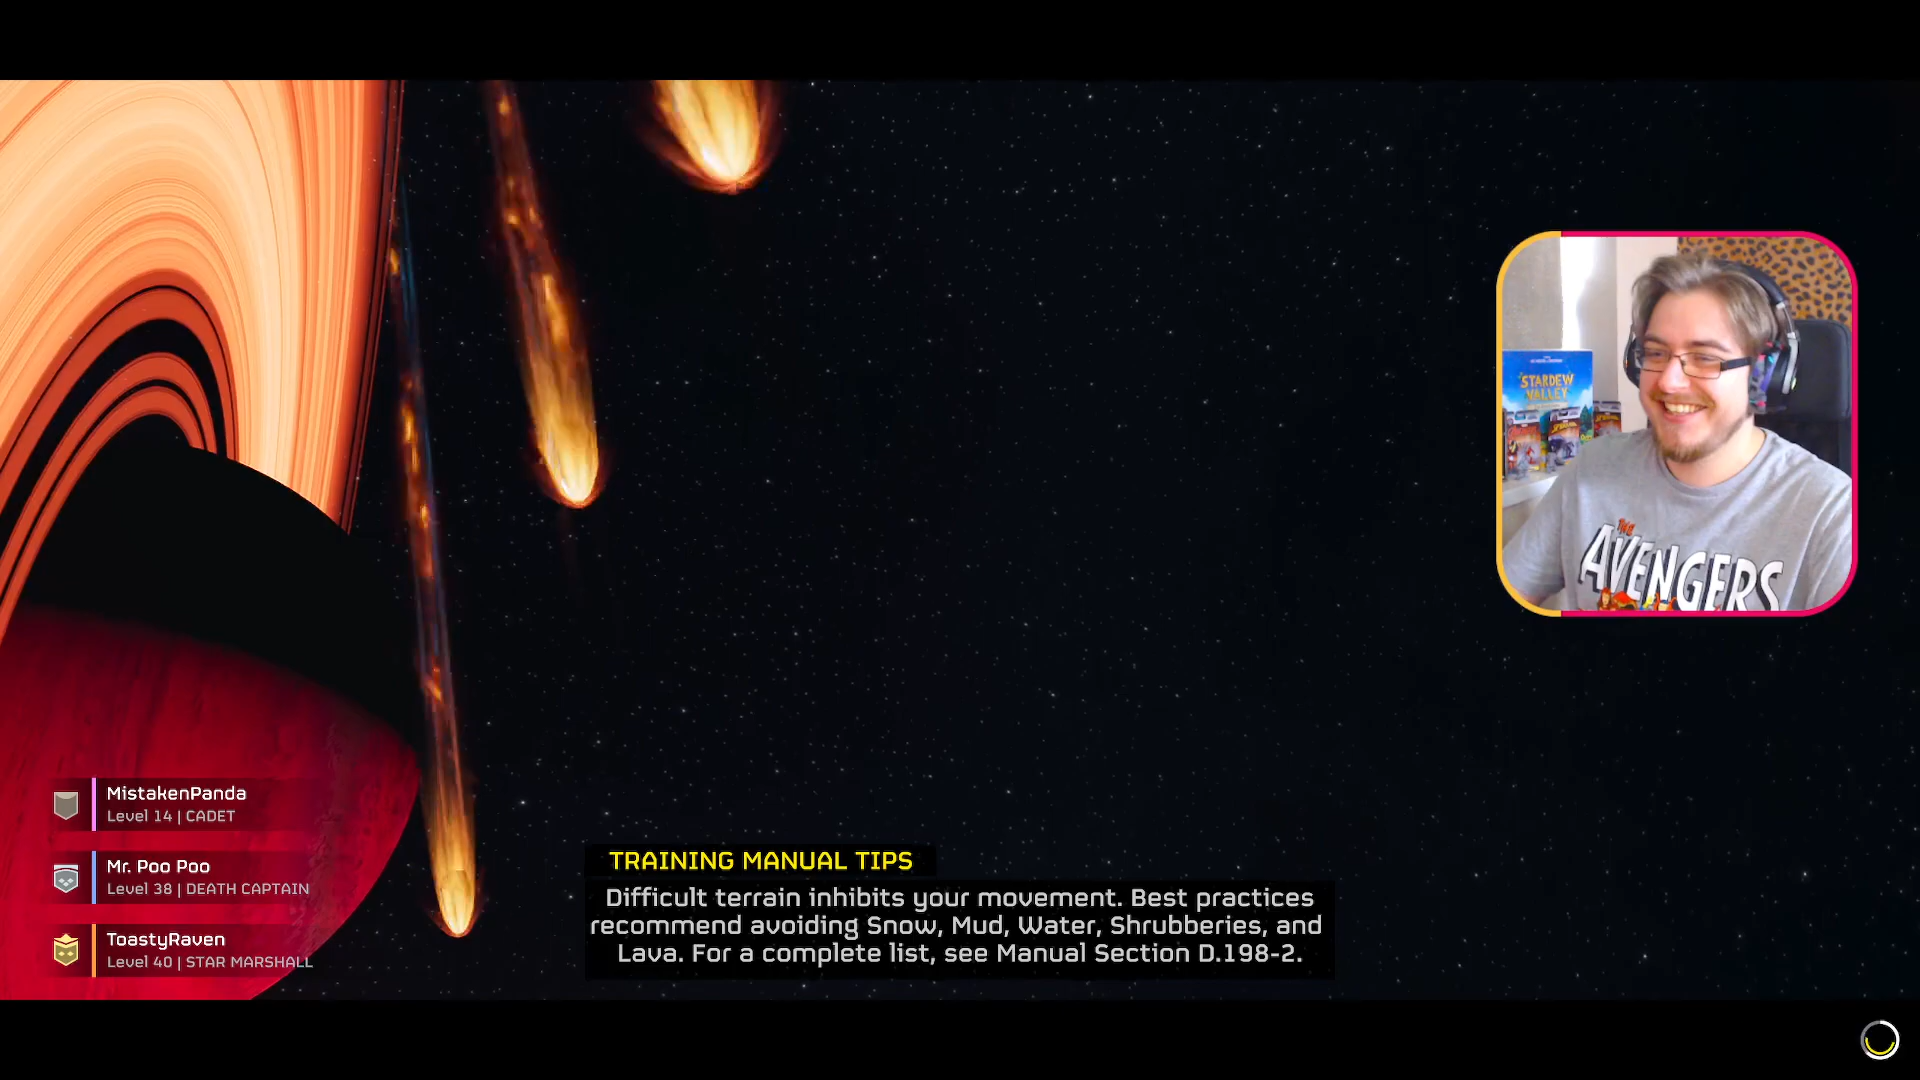 STARDEW
VALLEY
THE
AVENGERS
MistakenPanda
Level 14 | CADET
Mr. Poo Poo
Level 38 | DEATH CAPTAIN
ToastyRaven
Level 40 | STAR MARSHALL
TRAINING MANUAL TIPS
Difficult terrain inhibits your movement. Best practices
recommend avoiding Snow, Mud, Water, Shrubberies, and
Lava. For a complete list, see Manual Section D.198-2.